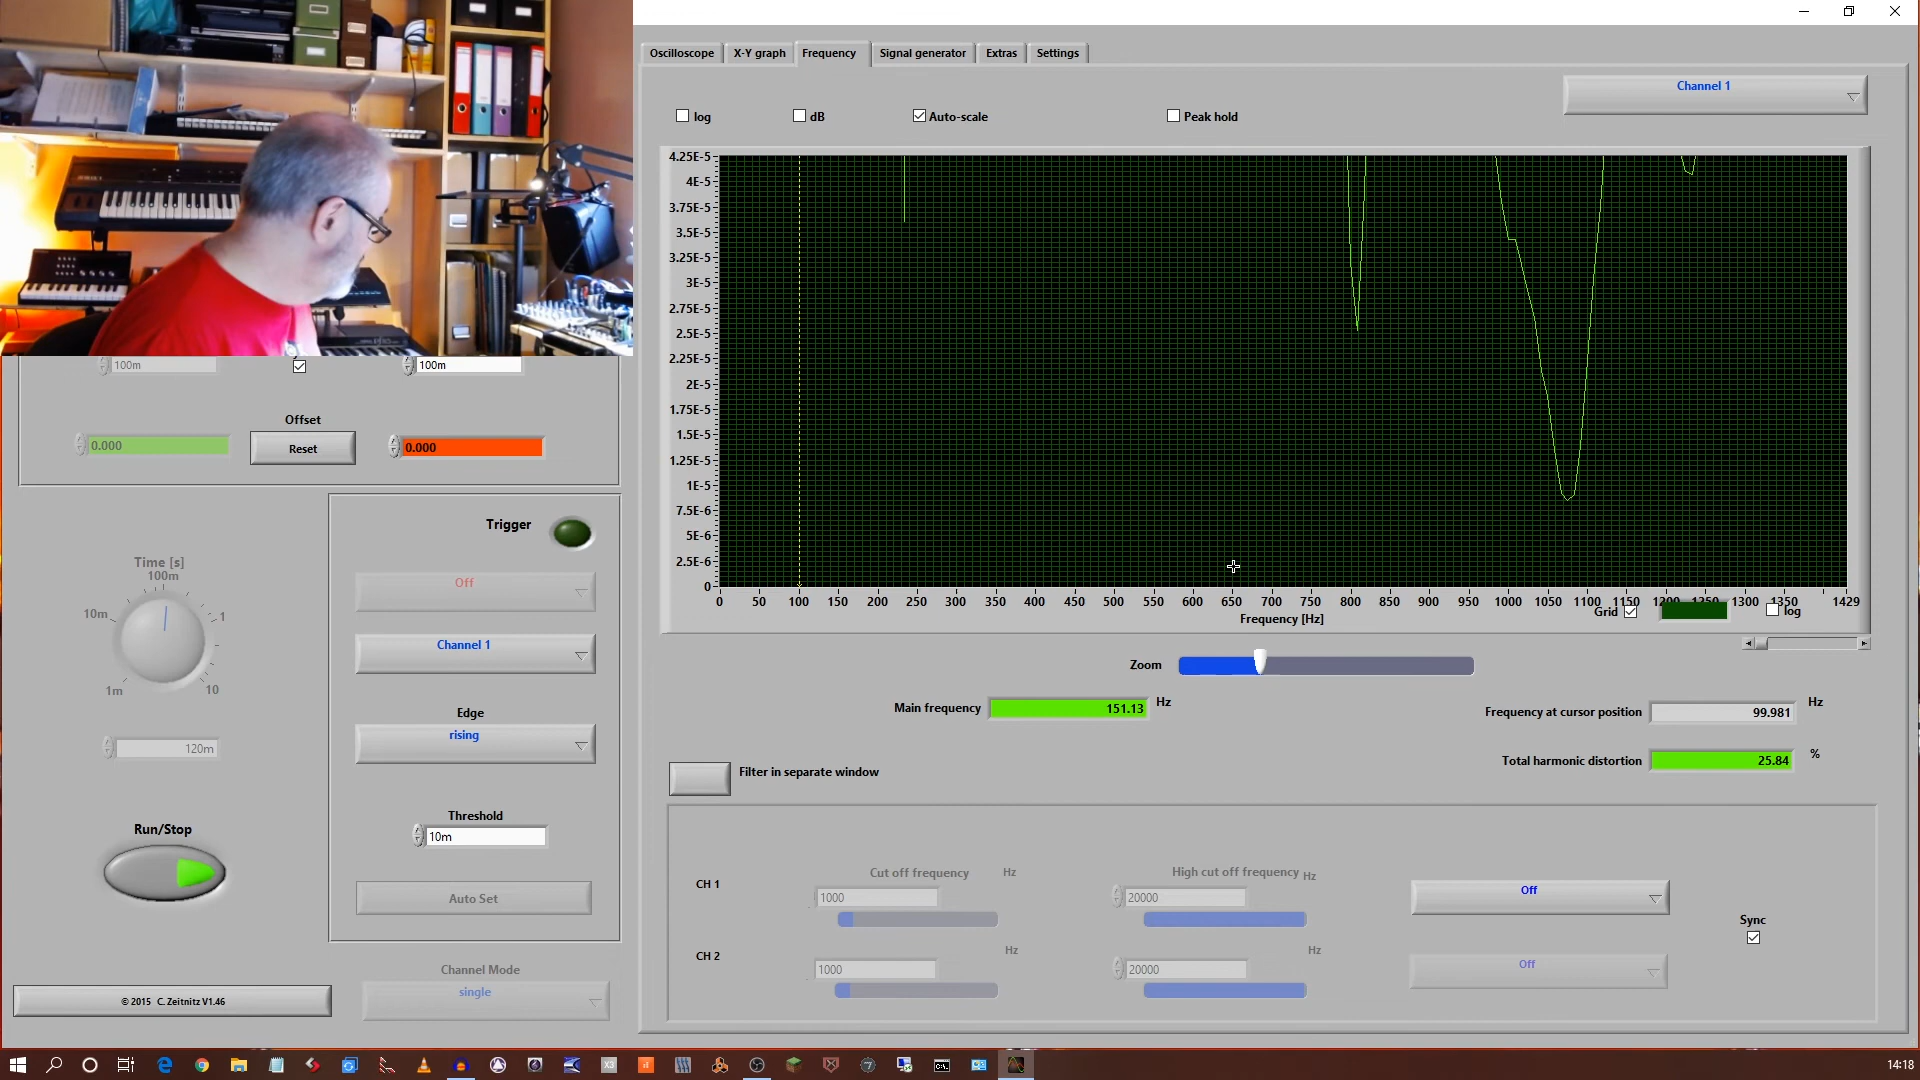 Oscilloscope X-Y graph Frequency Signal generator Extras Settings
Channel 1
log dB Auto-scale Peak hold
4.25E-5
4E-5
3.75E-5
3.5E-5
3.25E-5
3E-5
2.75E-5
2.5E-5
2.25E-5
2E-5
1.75E-5
1.5E-5
1.25E-5
1E-5
7.5E-6
5E-6
2.5E-6
0
0 50 100 150 200 250 300 350 400 450 500 550 600 650 700 750 800 850 900 950 1000 1050 1100 1150 1200 1250 1300 1350 1429
Frequency [Hz]
Grid log
Zoom
Main frequency 151.13 Hz
Frequency at cursor position 99.981 Hz
Total harmonic distortion 25.84 %
Filter in separate window
Cut off frequency Hz High cut off frequency Hz
CH 1 1000 20000 Off
Sync
Hz Hz
CH 2 1000 20000 Off
100m 100m
Offset
0.000 Reset 0.000
Time [s]
100m
10m 1
1m 10
120m
Run/Stop
Trigger
Off
Channel 1
Edge
rising
Threshold
10m
Auto Set
Channel Mode
single
© 2015 C. Zeitnitz V1.46
X3
14:18